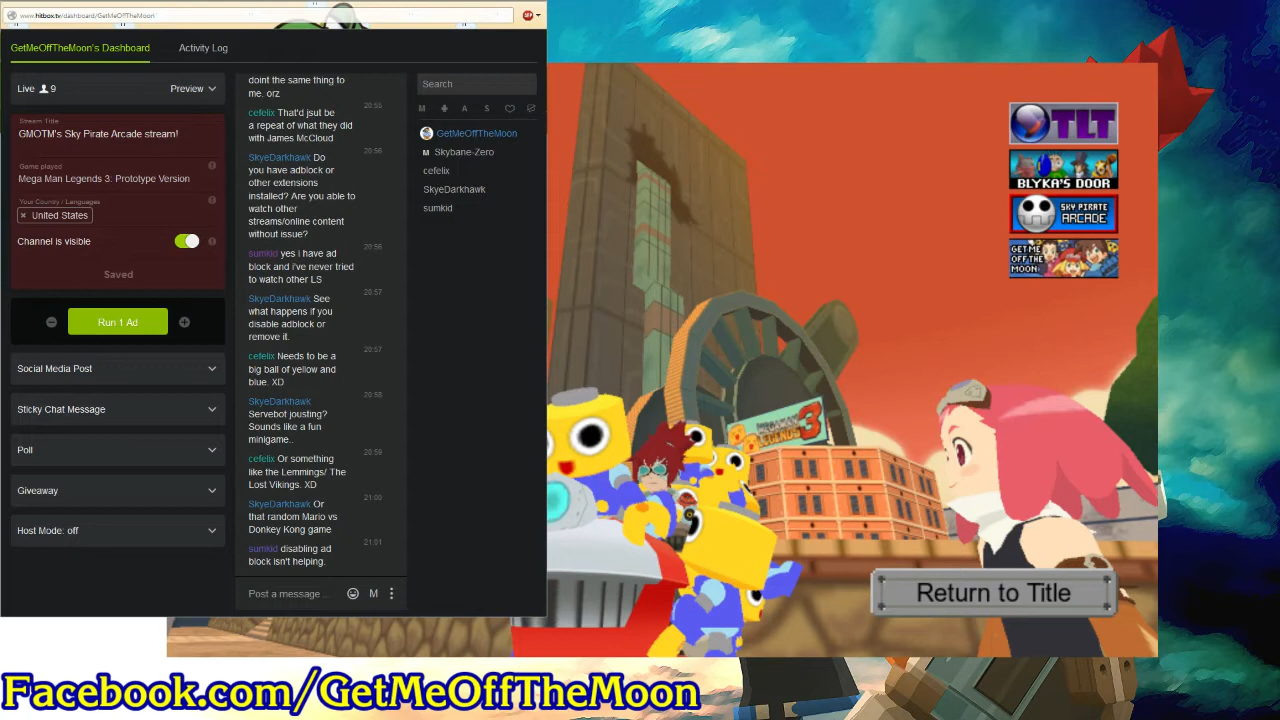 www.hitbox.tv/dashboard/GetMeOffTheMoon
GetMeOffTheMoon's Dashboard
Activity Log
Live 9
Preview
Stream Title
GMOTM's Sky Pirate Arcade stream!
Game played
Mega Man Legends 3: Prototype Version
Your Country / Languages
× United States
Channel is visible
Saved
Run 1 Ad
Social Media Post
Sticky Chat Message
Poll
Giveaway
Host Mode: off
doint the same thing to
me. orz
20:55
cefelix That'd jsut be
a repeat of what they did
with James McCloud
20:56
SkyeDarkhawk Do
you have adblock or
other extensions
installed? Are you able to
watch other
streams/online content
without issue?
20:56
sumkid yes i have ad
block and i've never tried
to watch other LS
20:57
SkyeDarkhawk See
what happens if you
disable adblock or
remove it.
20:57
cefelix Needs to be a
big ball of yellow and
blue. XD
20:58
SkyeDarkhawk
Servebot jousting?
Sounds like a fun
minigame..
20:59
cefelix Or something
like the Lemmings/ The
Lost Vikings. XD
21:00
SkyeDarkhawk Or
that random Mario vs
Donkey Kong game
21:01
sumkid disabling ad
block isn't helping.
Post a message ...
M
Search
M A S
GetMeOffTheMoon
M Skybane-Zero
cefelix
SkyeDarkhawk
sumkid
TLT
BLYKA'S DOOR
SKY PIRATE
ARCADE
GET ME
OFF THE
MOON
MEGAMAN
LEGENDS 3
Return to Title
Facebook.com/GetMeOffTheMoon